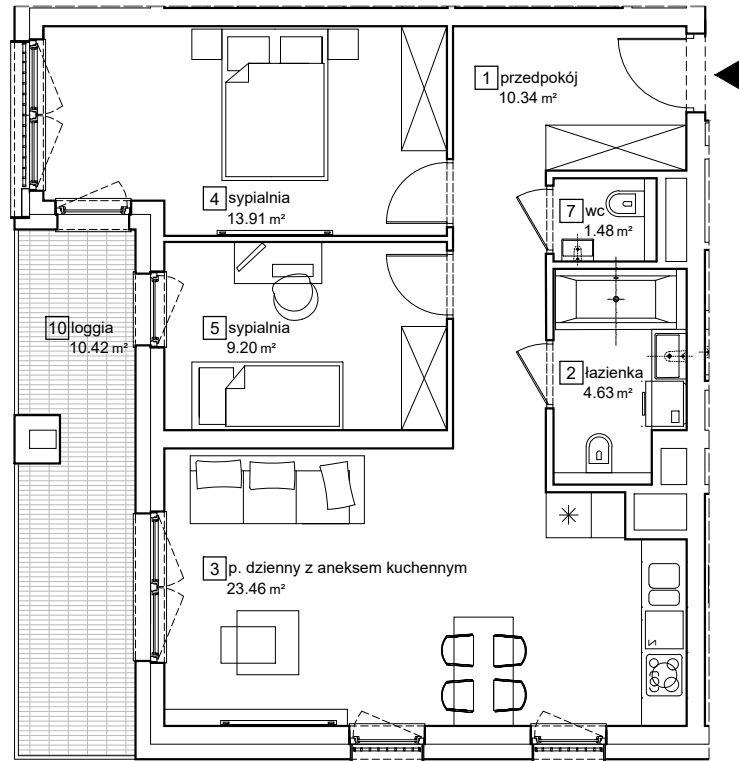 1 przedpokój
10.34 m²
4 sypialnia
13.91 m²
7 wc
1.48 m²
10 loggia
10.42 m²
5 sypialnia
9.20 m²
2 łazienka
4.63 m²
3 p. dzienny z aneksem kuchennym
23.46 m²